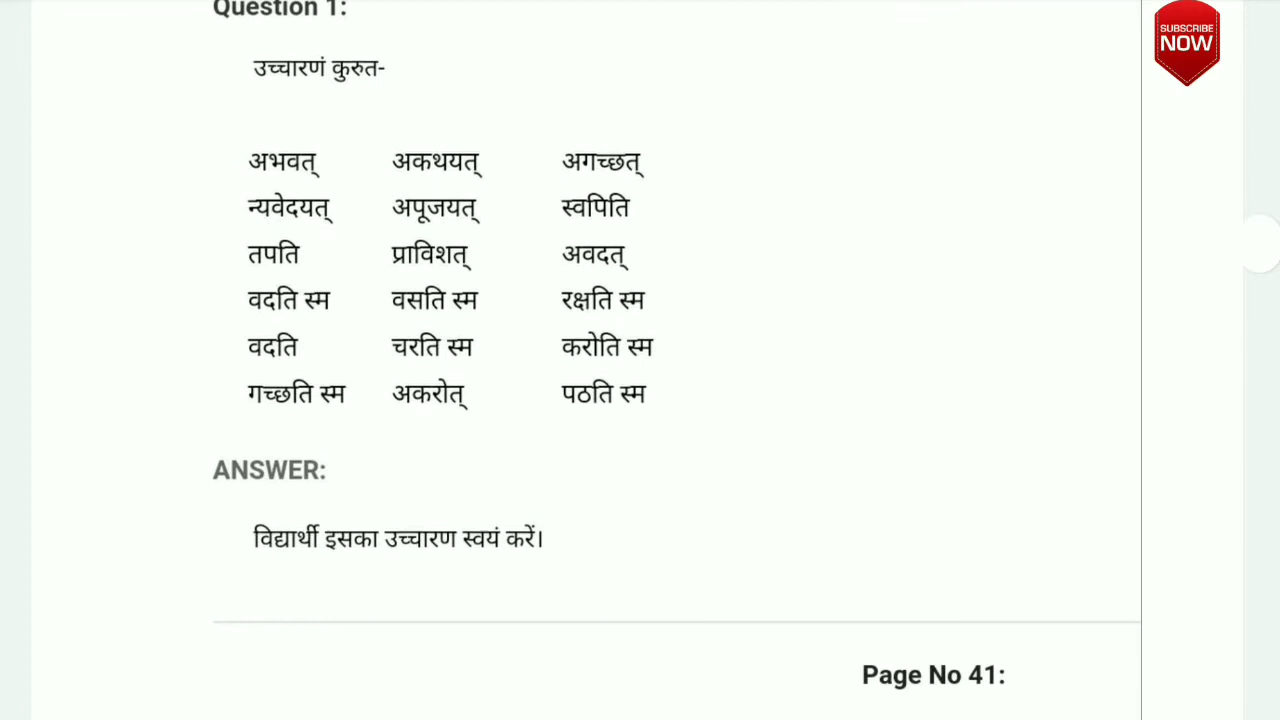 Question 1:
SUBSCRIBE
NOW
उच्चारणं कुरुत-
अभवत् अकथयत् अगच्छत्
न्यवेदयत् अपूजयत् स्वपिति
तपति प्राविशत् अवदत्
वदति स्म वसति स्म रक्षति स्म
वदति चरति स्म करोति स्म
गच्छति स्म अकरोत् पठति स्म
ANSWER:
विद्यार्थी इसका उच्चारण स्वयं करें।
Page No 41: